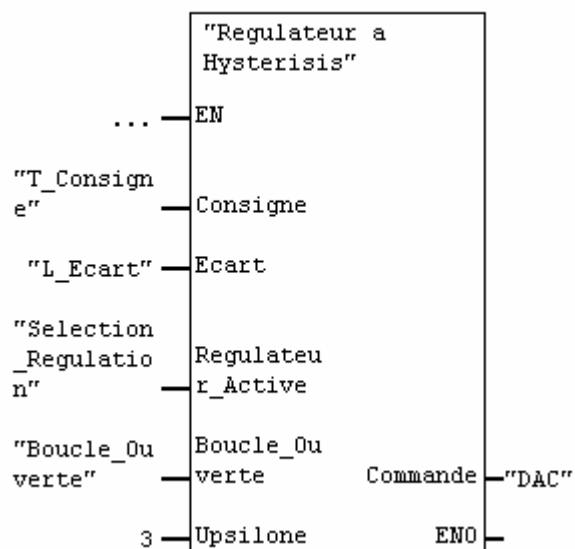 "Regulateur a
Hysterisis"
... EN
"T_Consign
e" Consigne
"L_Ecart" Ecart
"Selection
_Regulatio Regulateu
n" r_Active
"Boucle_Ou Boucle_Ou
verte" verte Commande "DAC"
3 Upsilone ENO